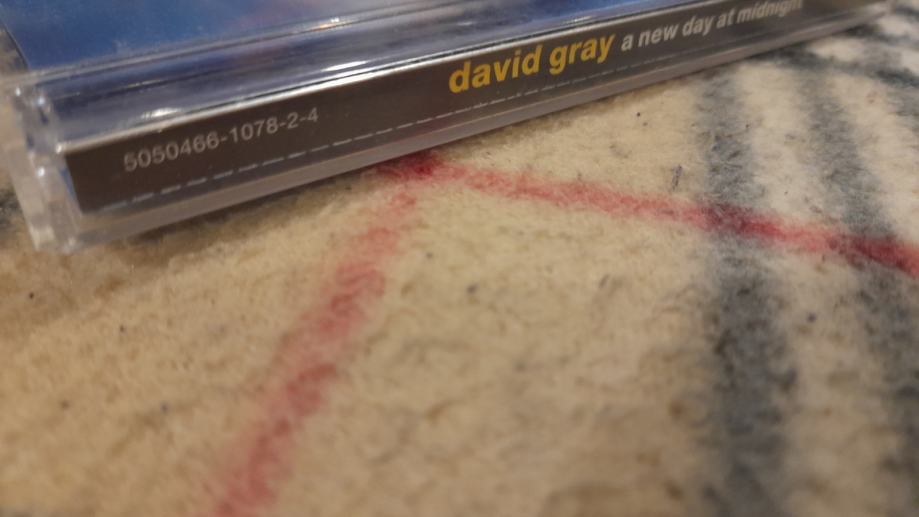 david gray a new day at midnight
5050466-1078-2-4